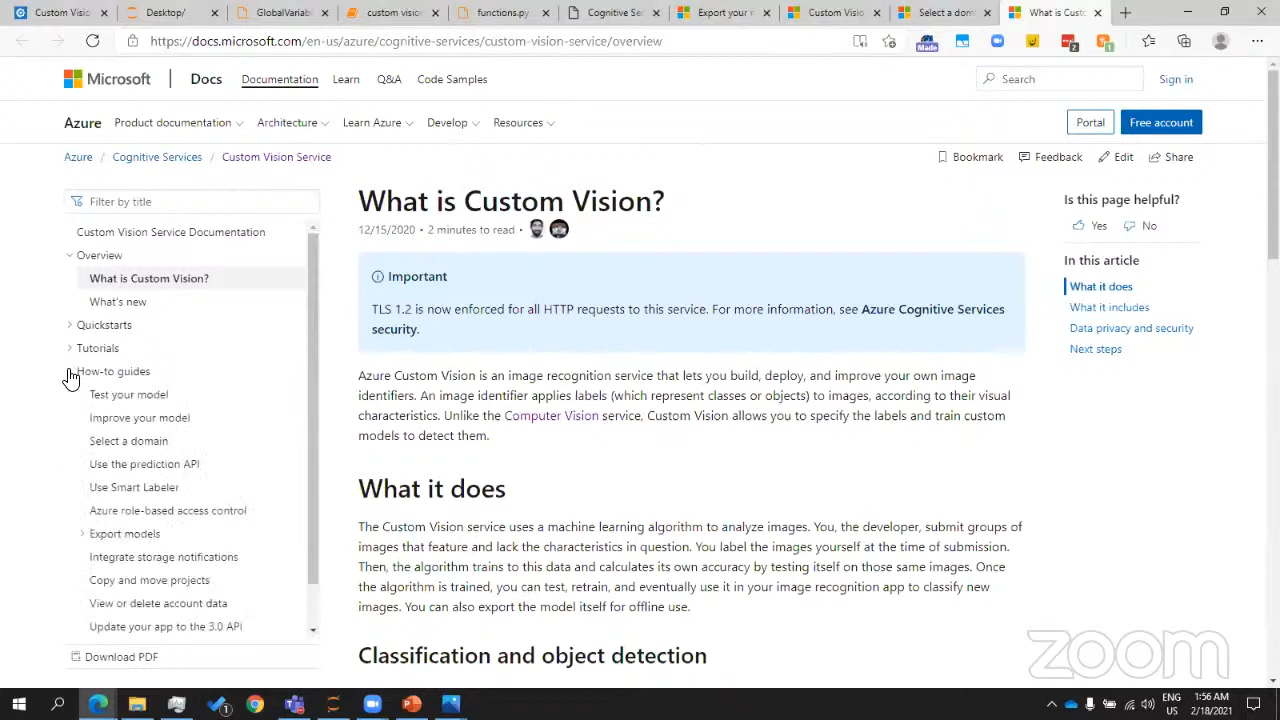 Custom Visi
Desktop/
GlobalVariab
Custom vision
functions.py
Cognitive Ser
Export your m
Custom Visio
Select a dom
What is Custo
https://docs.microsoft.com/en-us/azure/cognitive-services/custom-vision-service/overview
Made
2
1
Microsoft
Docs
Documentation
Learn
Q&A
Code Samples
Search
Sign in
Azure
Product documentation
Architecture
Learn Azure
Develop
Resources
Portal
Free account
Azure / Cognitive Services / Custom Vision Service
Bookmark
Feedback
Edit
Share
Filter by title
Custom Vision Service Documentation
Overview
What is Custom Vision?
What's new
Quickstarts
Tutorials
How-to guides
Test your model
Improve your model
Select a domain
Use the prediction API
Use Smart Labeler
Azure role-based access control
Export models
Integrate storage notifications
Copy and move projects
View or delete account data
Update your app to the 3.0 API
Download PDF
What is Custom Vision?
12/15/2020 • 2 minutes to read •
Important
TLS 1.2 is now enforced for all HTTP requests to this service. For more information, see Azure Cognitive Services
security.
Azure Custom Vision is an image recognition service that lets you build, deploy, and improve your own image
identifiers. An image identifier applies labels (which represent classes or objects) to images, according to their visual
characteristics. Unlike the Computer Vision service, Custom Vision allows you to specify the labels and train custom
models to detect them.
What it does
The Custom Vision service uses a machine learning algorithm to analyze images. You, the developer, submit groups of
images that feature and lack the characteristics in question. You label the images yourself at the time of submission.
Then, the algorithm trains to this data and calculates its own accuracy by testing itself on those same images. Once
the algorithm is trained, you can test, retrain, and eventually use it in your image recognition app to classify new
images. You can also export the model itself for offline use.
Classification and object detection
Is this page helpful?
Yes
No
In this article
What it does
What it includes
Data privacy and security
Next steps
zoom
1
ENG
US
1:56 AM
2/18/2021